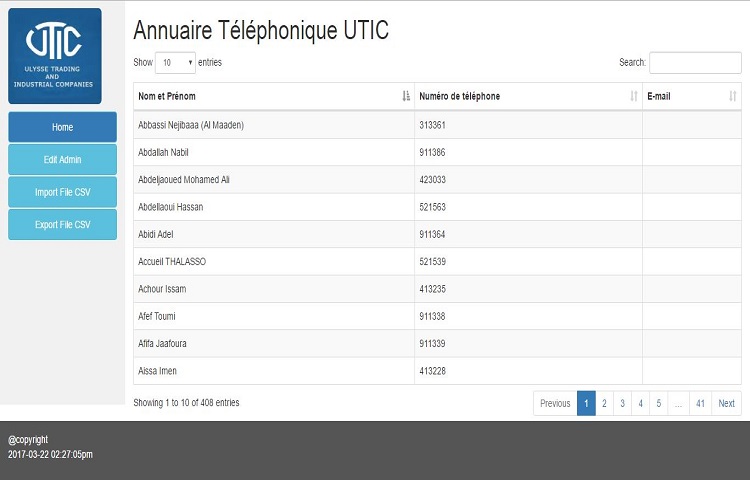 UTIC
ULYSSE TRADING
AND
INDUSTRIAL COMPANIES
Home
Edit Admin
Import File CSV
Export File CSV
Annuaire Téléphonique UTIC
Show 10 entries Search:
Nom et Prénom Numéro de téléphone E-mail
Abbassi Nejibaaa (Al Maaden) 313361
Abdallah Nabil 911386
Abdeljaoued Mohamed Ali 423033
Abdellaoui Hassan 521563
Abidi Adel 911364
Accueil THALASSO 521539
Achour Issam 413235
Afef Toumi 911338
Afifa Jaafoura 911339
Aissa Imen 413228
Showing 1 to 10 of 408 entries Previous 1 2 3 4 5 ... 41 Next
@copyright
2017-03-22 02:27:05pm